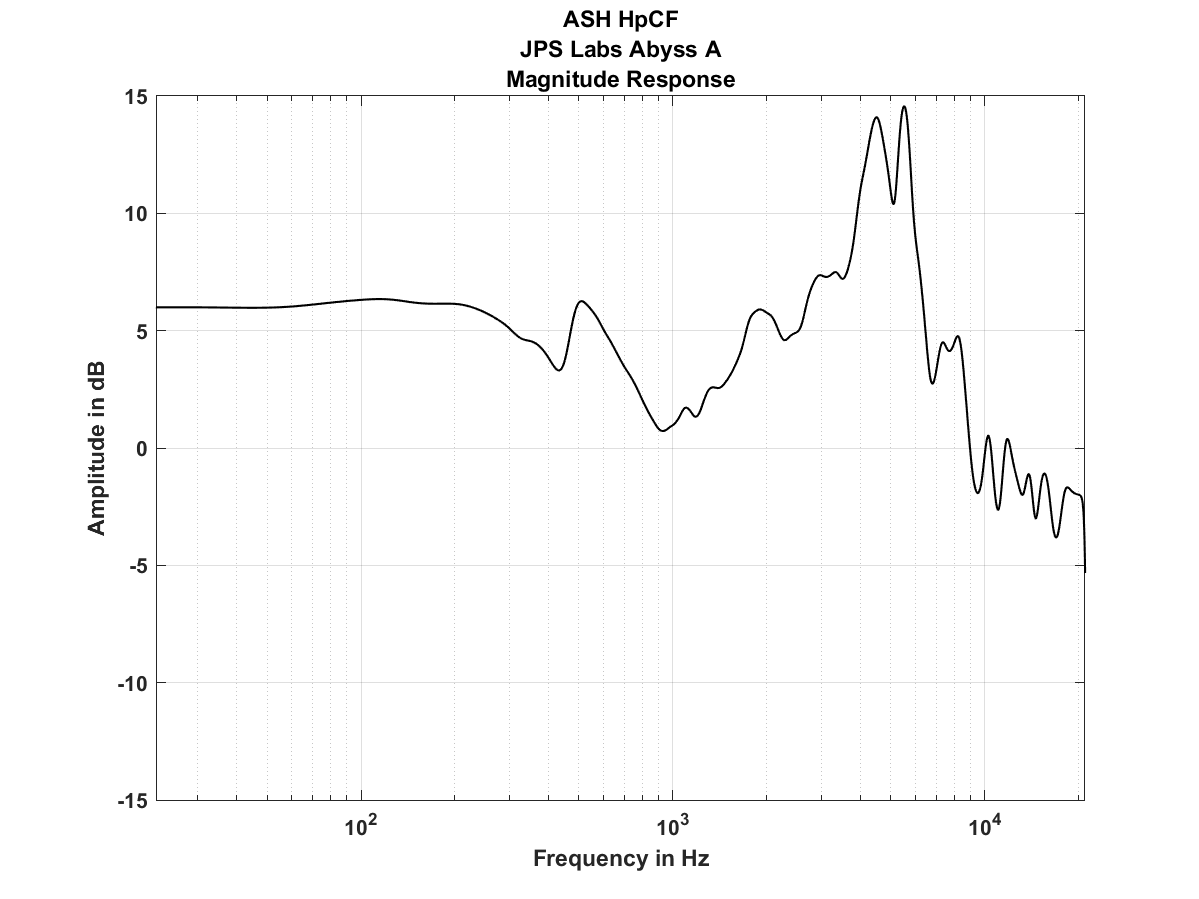 ASH HpCF
JPS Labs Abyss A
Magnitude Response
15
10
5
0
-5
-10
-15
Amplitude in dB
10²
10³
10⁴
Frequency in Hz